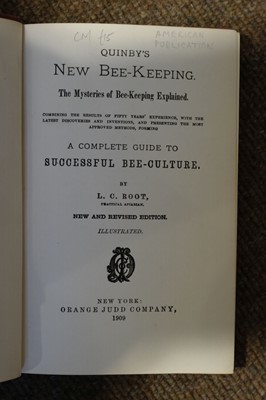 CM £15
AMERICAN
PUBLICATION
QUINBY'S
NEW BEE-KEEPING.
The Mysteries of Bee-Keeping Explained.
COMBINING THE RESULTS OF FIFTY YEARS' EXPERIENCE, WITH THE
LATEST DISCOVERIES AND INVENTIONS, AND PRESENTING THE MOST
APPROVED METHODS, FORMING
A COMPLETE GUIDE TO
SUCCESSFUL BEE-CULTURE.
BY
L. C. ROOT,
PRACTICAL APIARIAN.
NEW AND REVISED EDITION.
ILLUSTRATED.
NEW YORK:
ORANGE JUDD COMPANY,
1909